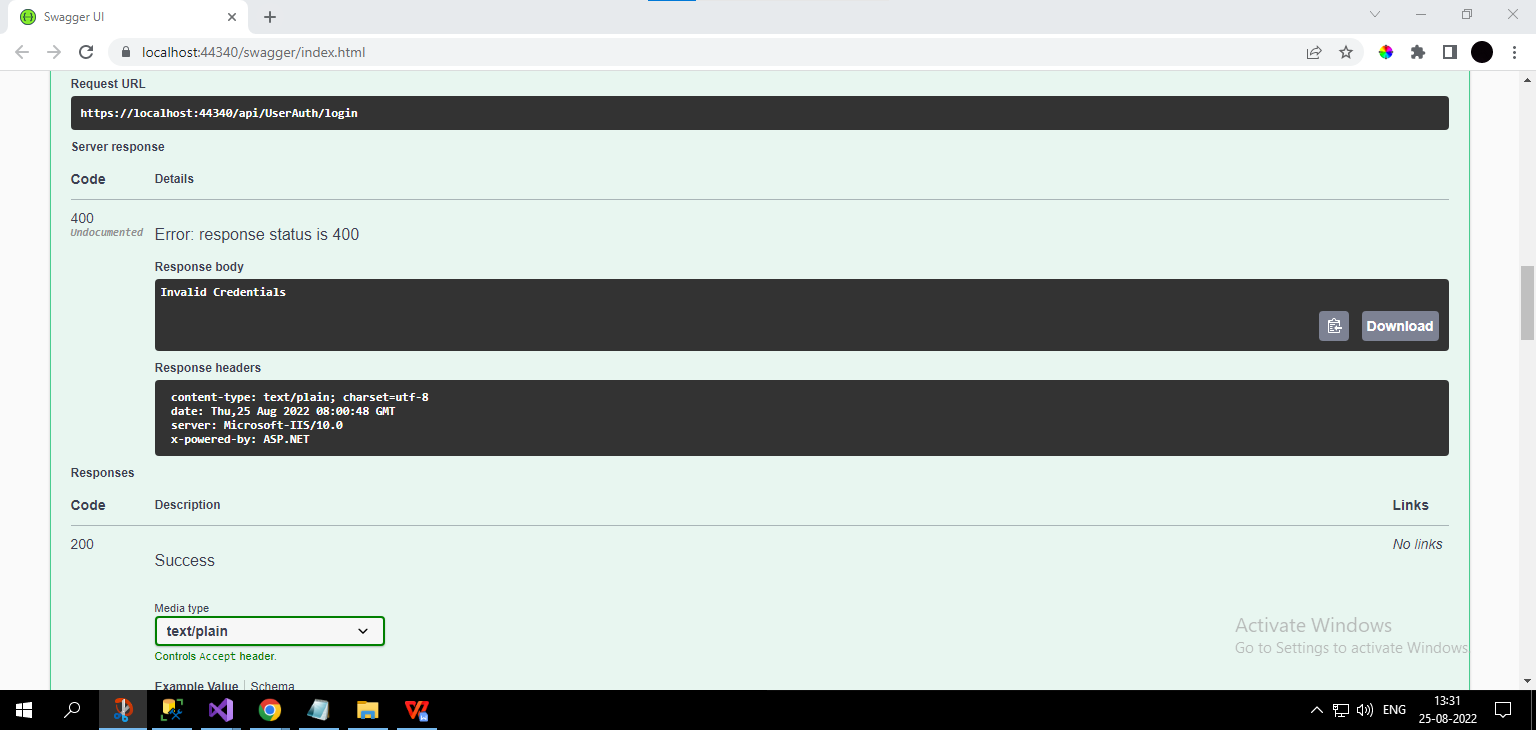 Swagger UI
localhost:44340/swagger/index.html
Request URL
https://localhost:44340/api/UserAuth/login
Server response
Code Details
400
Undocumented
Error: response status is 400
Response body
Invalid Credentials
Download
Response headers
content-type: text/plain; charset=utf-8
date: Thu,25 Aug 2022 08:00:48 GMT
server: Microsoft-IIS/10.0
x-powered-by: ASP.NET
Responses
Code Description Links
200 No links
Success
Media type
text/plain
Controls Accept header.
Example Value Schema
Activate Windows
Go to Settings to activate Windows.
ENG
13:31
25-08-2022